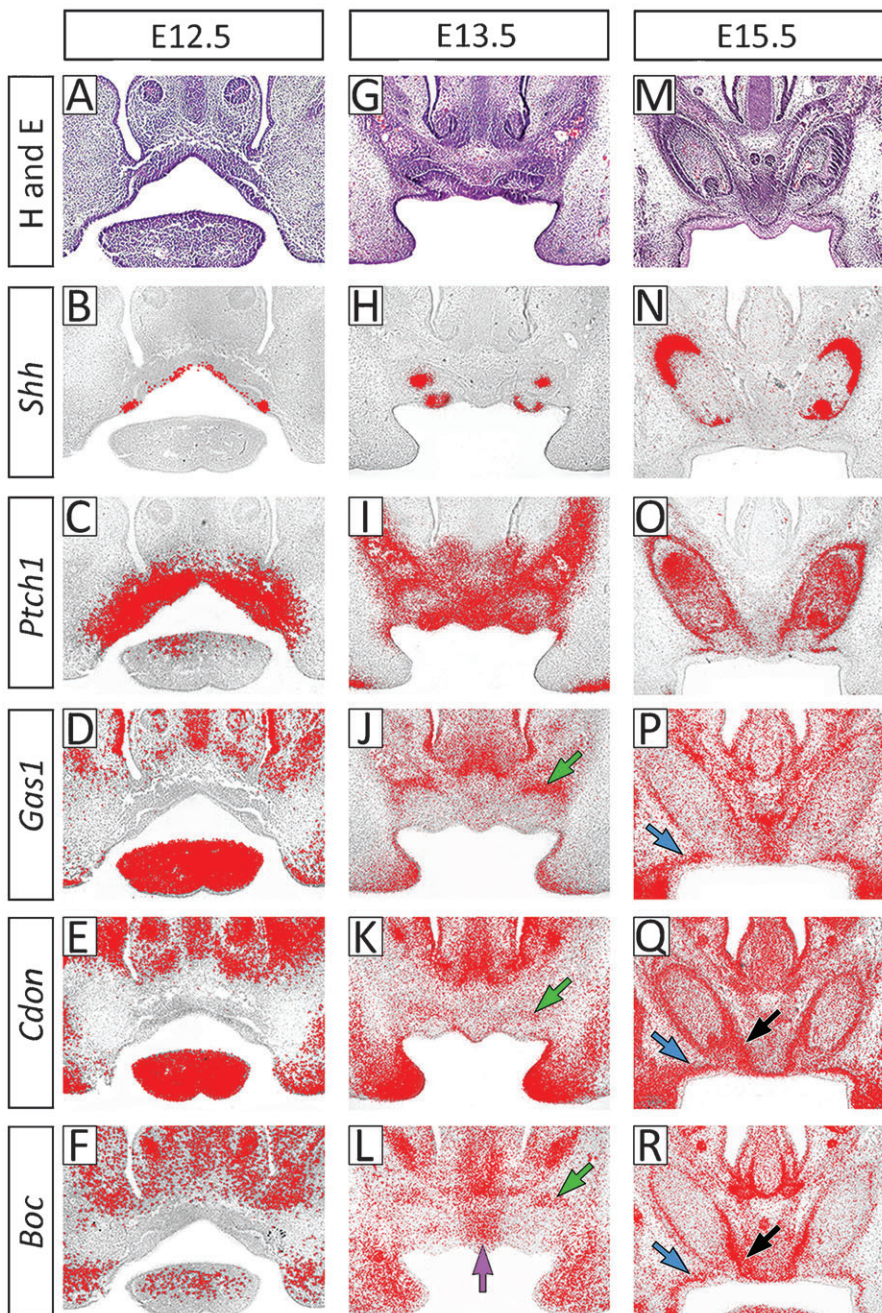 E12.5 E13.5 E15.5
H and E
A G M
Shh
B H N
Ptch1
C I O
Gas1
D J P
Cdon
E K Q
Boc
F L R